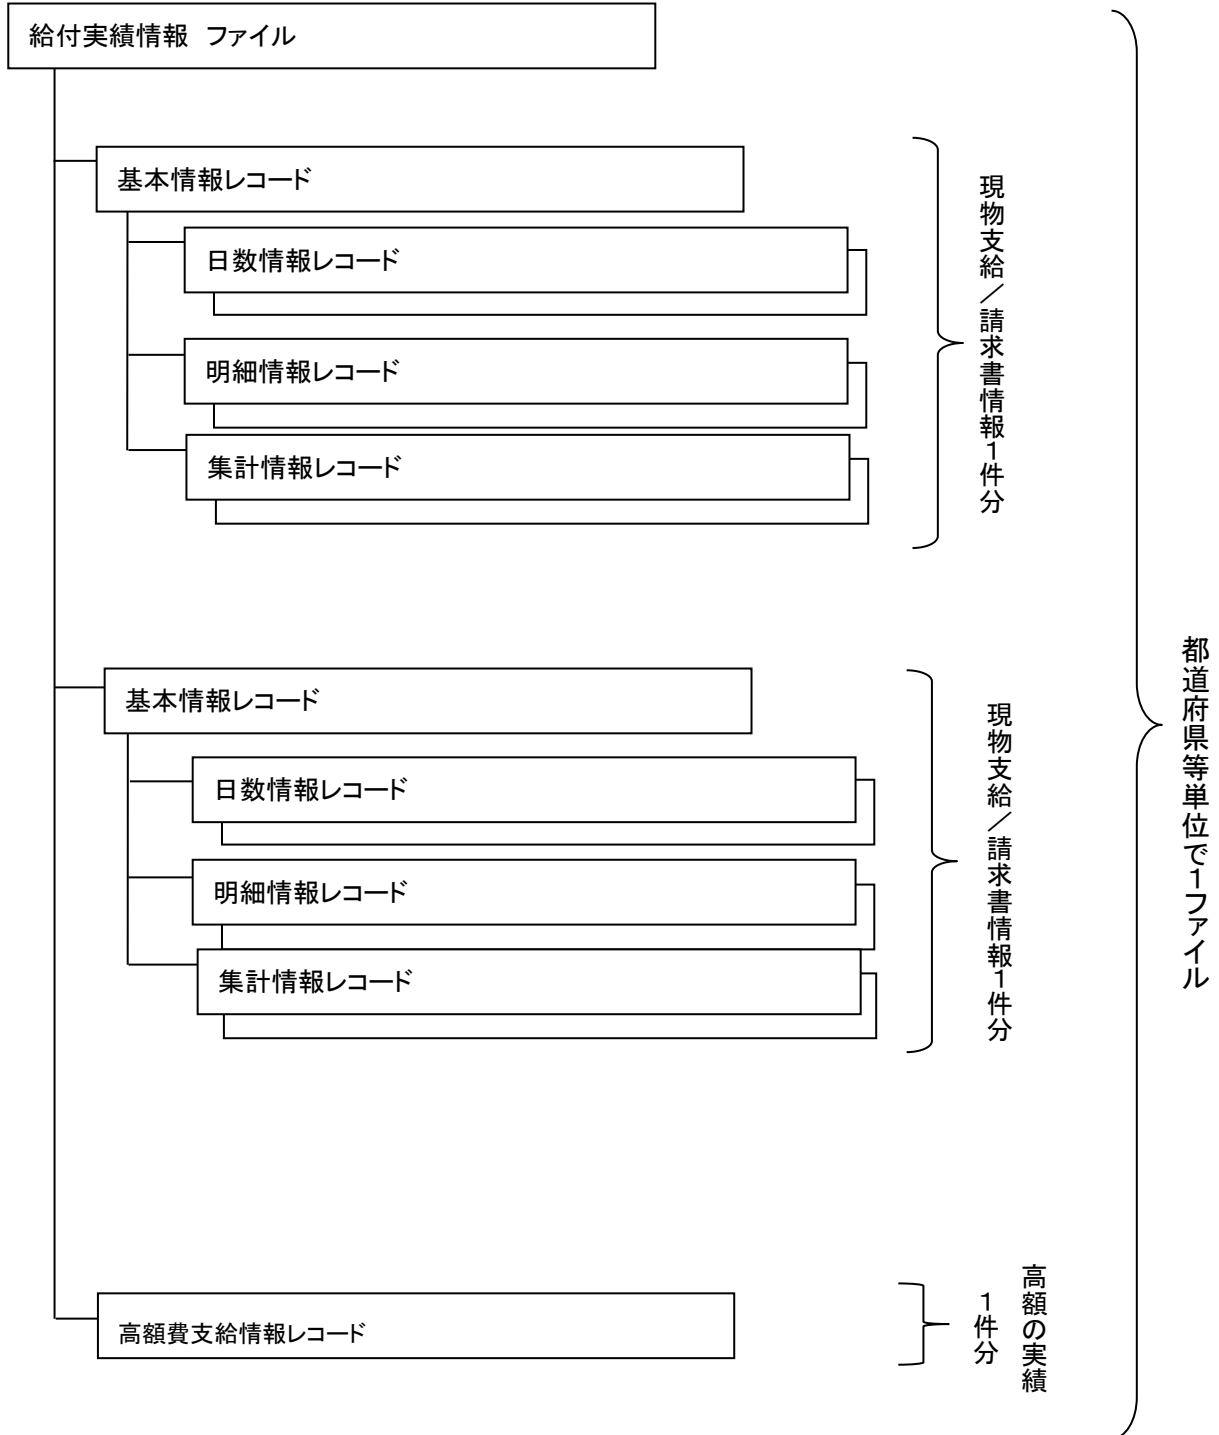 給付実績情報　ファイル
基本情報レコード
日数情報レコード
明細情報レコード
集計情報レコード
現物支給／請求書情報１件分
基本情報レコード
日数情報レコード
明細情報レコード
集計情報レコード
現物支給／請求書情報１件分
高額費支給情報レコード
高額の実績
１件分
都道府県等単位で１ファイル